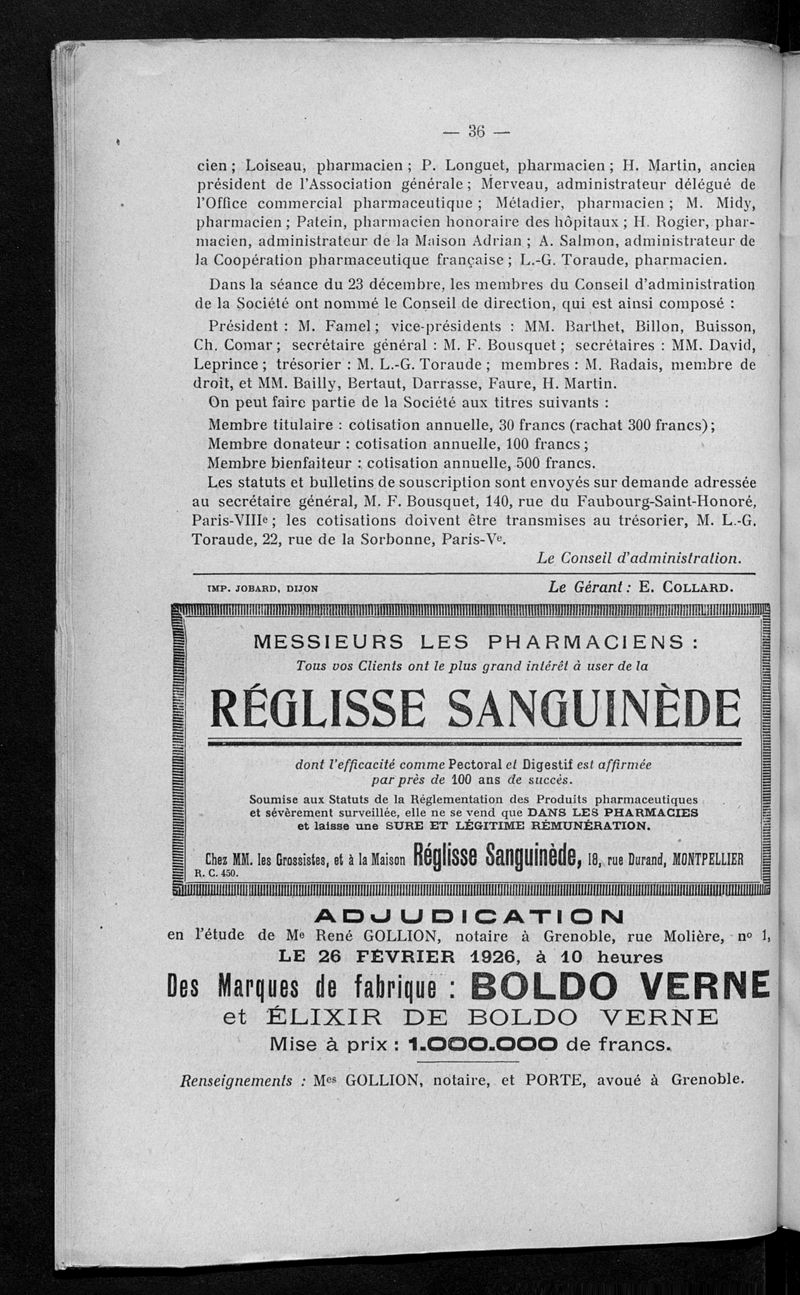 — 36 —
cien ; Loiseau, pharmacien ; P. Longuet, pharmacien ; H. Martin, ancien
président de l'Association générale ; Merveau, administrateur délégué de
l'Office commercial pharmaceutique ; Métadier, pharmacien ; M. Midy,
pharmacien ; Patein, pharmacien honoraire des hôpitaux ; H. Rogier, phar-
macien, administrateur de la Maison Adrian ; A. Salmon, administrateur de
la Coopération pharmaceutique française ; L.-G. Toraude, pharmacien.
Dans la séance du 23 décembre, les membres du Conseil d'administration
de la Société ont nommé le Conseil de direction, qui est ainsi composé :
Président : M. Famel ; vice-présidents : MM. Barthet, Billon, Buisson,
Ch. Comar ; secrétaire général : M. F. Bousquet ; secrétaires : MM. David,
Leprince ; trésorier : M. L.-G. Toraude ; membres : M. Radais, membre de
droit, et MM. Bailly, Bertaut, Darrasse, Faure, H. Martin.
On peut faire partie de la Société aux titres suivants :
Membre titulaire : cotisation annuelle, 30 francs (rachat 300 francs) ;
Membre donateur : cotisation annuelle, 100 francs ;
Membre bienfaiteur : cotisation annuelle, 500 francs.
Les statuts et bulletins de souscription sont envoyés sur demande adressée
au secrétaire général, M. F. Bousquet, 140, rue du Faubourg-Saint-Honoré,
Paris-VIIIe ; les cotisations doivent être transmises au trésorier, M. L.-G.
Toraude, 22, rue de la Sorbonne, Paris-Ve.
Le Conseil d'administration.
IMP. JOBARD, DIJON Le Gérant : E. COLLARD.
MESSIEURS LES PHARMACIENS :
Tous vos Clients ont le plus grand intérêt à user de la
RÉGLISSE SANGUINÈDE
dont l'efficacité comme Pectoral et Digestif est affirmée
par près de 100 ans de succès.
Soumise aux Statuts de la Réglementation des Produits pharmaceutiques
et sévèrement surveillée, elle ne se vend que DANS LES PHARMACIES
et laisse une SURE ET LÉGITIME RÉMUNÉRATION.
Chez MM. les Grossistes, et à la Maison Réglisse Sanguinède, 18, rue Durand, MONTPELLIER
R. C. 450.
ADJUDICATION
en l'étude de Me René GOLLION, notaire à Grenoble, rue Molière, no 1,
LE 26 FÉVRIER 1926, à 10 heures
Des Marques de fabrique : BOLDO VERNE
et ÉLIXIR DE BOLDO VERNE
Mise à prix : 1.000.000 de francs.
Renseignements : Mes GOLLION, notaire, et PORTE, avoué à Grenoble.